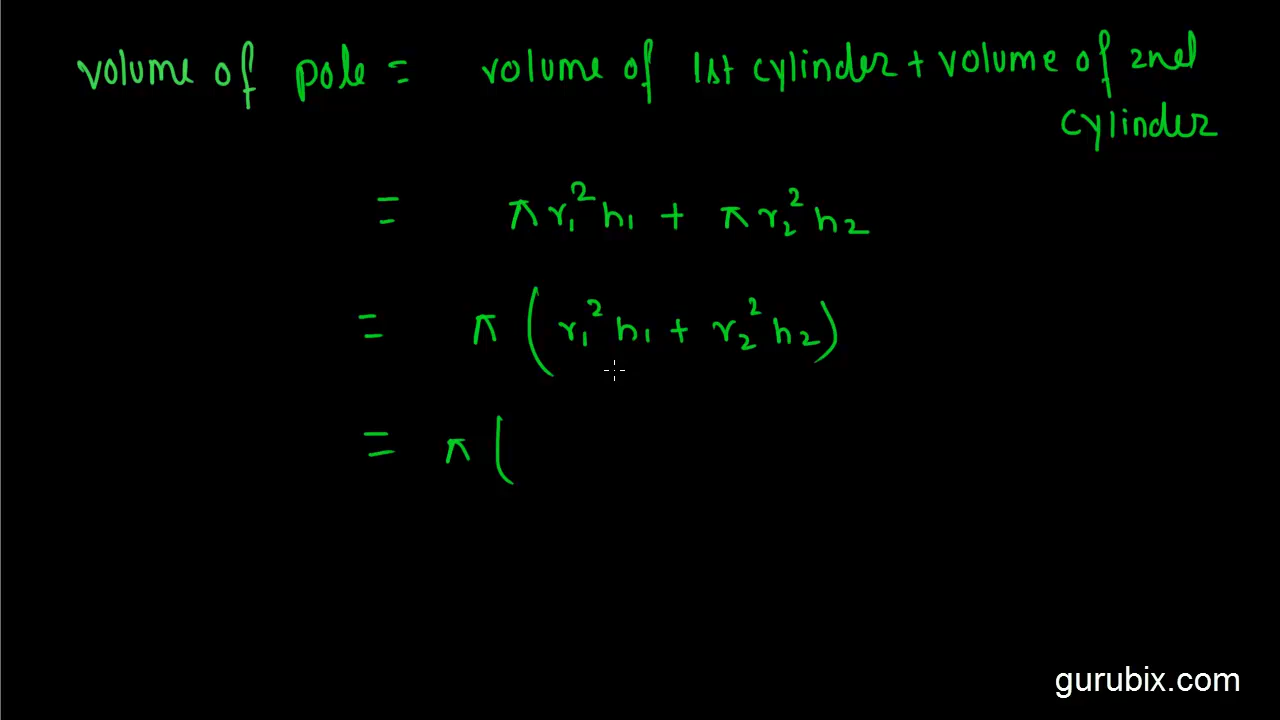 volume of pole = volume of 1st cylinder + volume of 2nd
cylinder
= πr₁²h₁ + πr₂²h₂
= π (r₁²h₁ + r₂²h₂)
= π (
gurubix.com